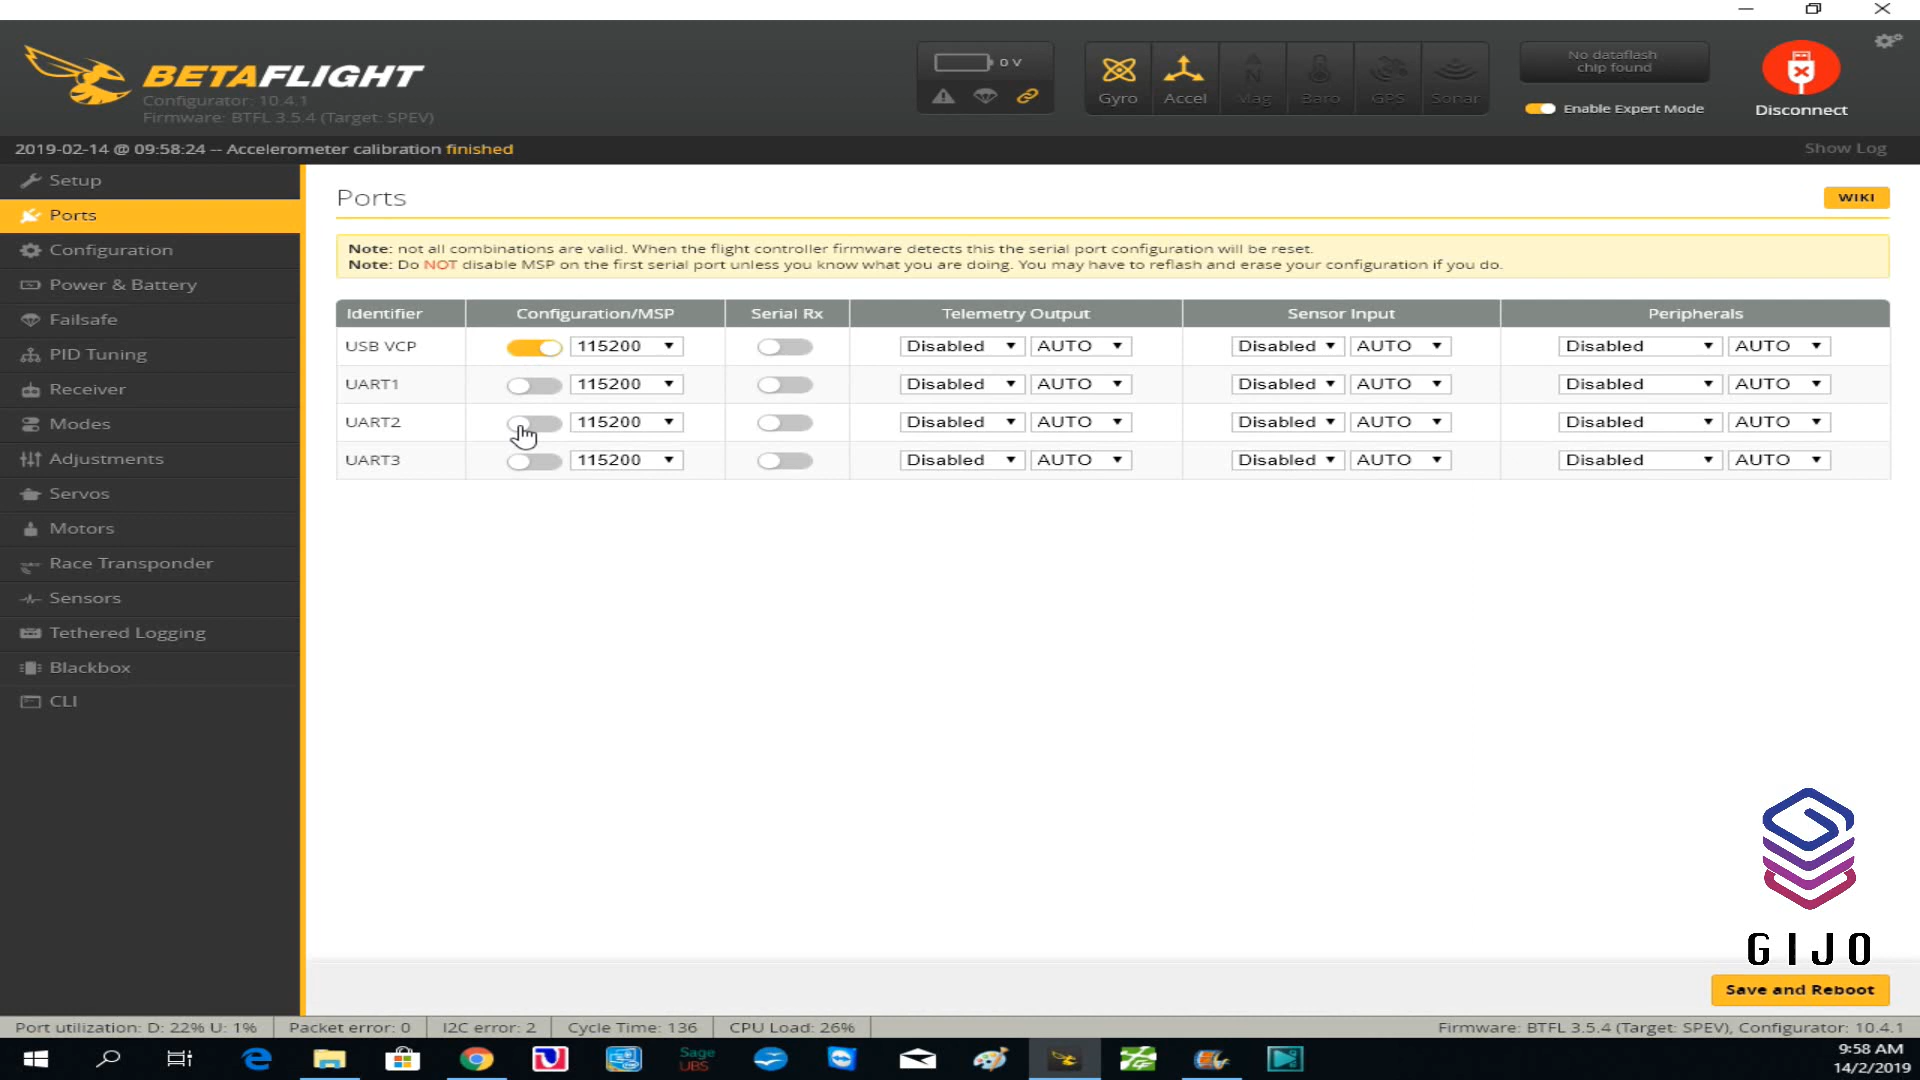 0 V
BETAFLIGHT
Configurator: 10.4.1
Firmware: BTFL 3.5.4 (Target: SPEV)
Gyro Accel Mag Baro GPS Sonar
No dataflash
chip found
Enable Expert Mode
Disconnect
2019-02-14 @ 09:58:24 -- Accelerometer calibration finished
Show Log
Setup
Ports
Configuration
Power & Battery
Failsafe
PID Tuning
Receiver
Modes
Adjustments
Servos
Motors
Race Transponder
Sensors
Tethered Logging
Blackbox
CLI
Ports
WIKI
Note: not all combinations are valid. When the flight controller firmware detects this the serial port configuration will be reset.
Note: Do NOT disable MSP on the first serial port unless you know what you are doing. You may have to reflash and erase your configuration if you do.
Identifier Configuration/MSP Serial Rx Telemetry Output Sensor Input Peripherals
USB VCP 115200 Disabled AUTO Disabled AUTO Disabled AUTO
UART1 115200 Disabled AUTO Disabled AUTO Disabled AUTO
UART2 115200 Disabled AUTO Disabled AUTO Disabled AUTO
UART3 115200 Disabled AUTO Disabled AUTO Disabled AUTO
GIJO
Save and Reboot
Port utilization: D: 22% U: 1% Packet error: 0 I2C error: 2 Cycle Time: 136 CPU Load: 26% Firmware: BTFL 3.5.4 (Target: SPEV), Configurator: 10.4.1
Sage
UBS
9:58 AM
14/2/2019